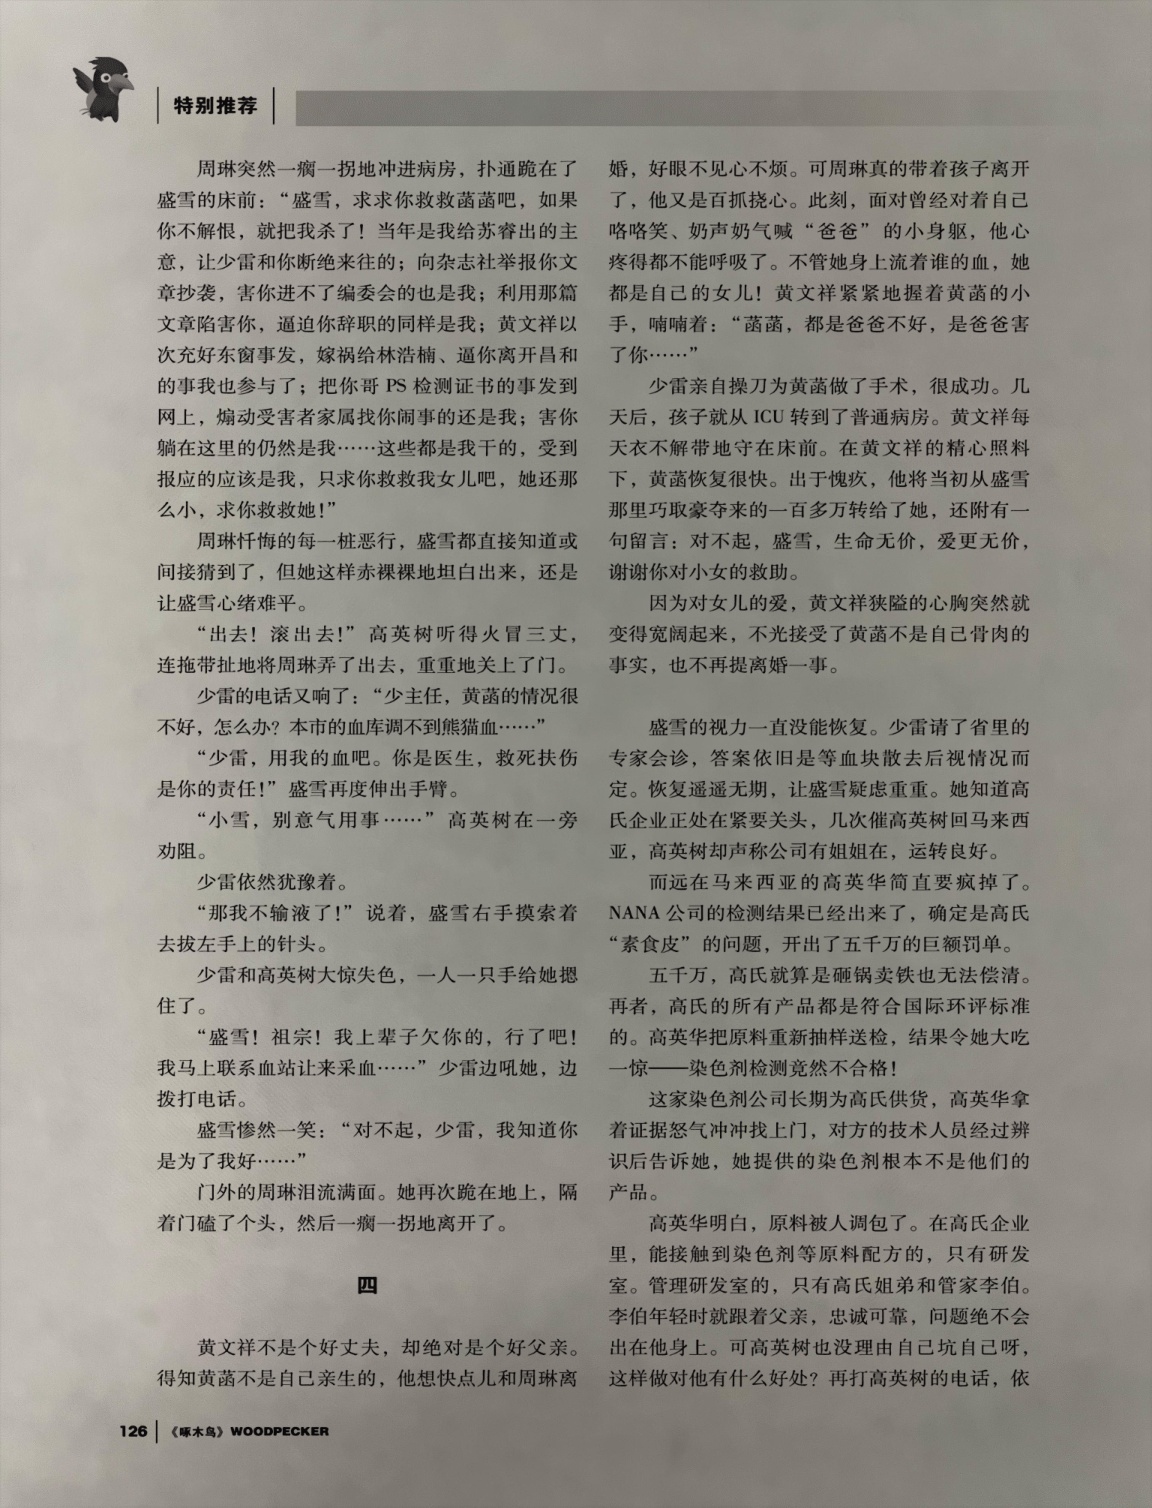 特别推荐
周琳突然一瘸一拐地冲进病房，扑通跪在了
盛雪的床前：“盛雪，求求你救救菡菡吧，如果
你不解恨，就把我杀了！当年是我给苏睿出的主
意，让少雷和你断绝来往的；向杂志社举报你文
章抄袭，害你进不了编委会的也是我；利用那篇
文章陷害你，逼迫你辞职的同样是我；黄文祥以
次充好东窗事发，嫁祸给林浩楠、逼你离开昌和
的事我也参与了；把你哥 PS 检测证书的事发到
网上，煽动受害者家属找你闹事的还是我；害你
躺在这里的仍然是我……这些都是我干的，受到
报应的应该是我，只求你救救我女儿吧，她还那
么小，求你救救她！”
周琳忏悔的每一桩恶行，盛雪都直接知道或
间接猜到了，但她这样赤裸裸地坦白出来，还是
让盛雪心绪难平。
“出去！滚出去！”高英树听得火冒三丈，
连拖带扯地将周琳弄了出去，重重地关上了门。
少雷的电话又响了：“少主任，黄菡的情况很
不好，怎么办？本市的血库调不到熊猫血……”
“少雷，用我的血吧。你是医生，救死扶伤
是你的责任！”盛雪再度伸出手臂。
“小雪，别意气用事……”高英树在一旁
劝阻。
少雷依然犹豫着。
“那我不输液了！”说着，盛雪右手摸索着
去拔左手上的针头。
少雷和高英树大惊失色，一人一只手给她摁
住了。
“盛雪！祖宗！我上辈子欠你的，行了吧！
我马上联系血站让来采血……”少雷边吼她，边
拨打电话。
盛雪惨然一笑：“对不起，少雷，我知道你
是为了我好……”
门外的周琳泪流满面。她再次跪在地上，隔
着门磕了个头，然后一瘸一拐地离开了。
四
黄文祥不是个好丈夫，却绝对是个好父亲。
得知黄菡不是自己亲生的，他想快点儿和周琳离
婚，好眼不见心不烦。可周琳真的带着孩子离开
了，他又是百抓挠心。此刻，面对曾经对着自己
咯咯笑、奶声奶气喊“爸爸”的小身躯，他心
疼得都不能呼吸了。不管她身上流着谁的血，她
都是自己的女儿！黄文祥紧紧地握着黄菡的小
手，喃喃着：“菡菡，都是爸爸不好，是爸爸害
了你……”
少雷亲自操刀为黄菡做了手术，很成功。几
天后，孩子就从 ICU 转到了普通病房。黄文祥每
天衣不解带地守在床前。在黄文祥的精心照料
下，黄菡恢复很快。出于愧疚，他将当初从盛雪
那里巧取豪夺来的一百多万转给了她，还附有一
句留言：对不起，盛雪，生命无价，爱更无价，
谢谢你对小女的救助。
因为对女儿的爱，黄文祥狭隘的心胸突然就
变得宽阔起来，不光接受了黄菡不是自己骨肉的
事实，也不再提离婚一事。
盛雪的视力一直没能恢复。少雷请了省里的
专家会诊，答案依旧是等血块散去后视情况而
定。恢复遥遥无期，让盛雪疑虑重重。她知道高
氏企业正处在紧要关头，几次催高英树回马来西
亚，高英树却声称公司有姐姐在，运转良好。
而远在马来西亚的高英华简直要疯掉了。
NANA 公司的检测结果已经出来了，确定是高氏
“素食皮”的问题，开出了五千万的巨额罚单。
五千万，高氏就算是砸锅卖铁也无法偿清。
再者，高氏的所有产品都是符合国际环评标准
的。高英华把原料重新抽样送检，结果令她大吃
一惊——染色剂检测竟然不合格！
这家染色剂公司长期为高氏供货，高英华拿
着证据怒气冲冲找上门，对方的技术人员经过辨
识后告诉她，她提供的染色剂根本不是他们的
产品。
高英华明白，原料被人调包了。在高氏企业
里，能接触到染色剂等原料配方的，只有研发
室。管理研发室的，只有高氏姐弟和管家李伯。
李伯年轻时就跟着父亲，忠诚可靠，问题绝不会
出在他身上。可高英树也没理由自己坑自己呀，
这样做对他有什么好处？再打高英树的电话，依
126 《啄木鸟》WOODPECKER